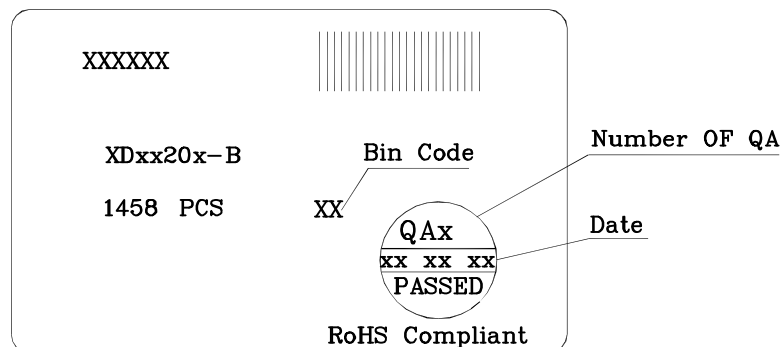 XXXXXX
Number OF QA
XDxx20x-B
Bin Code
1458 PCS
XX
Date
QAx
xx xx xx
PASSED
RoHS Compliant